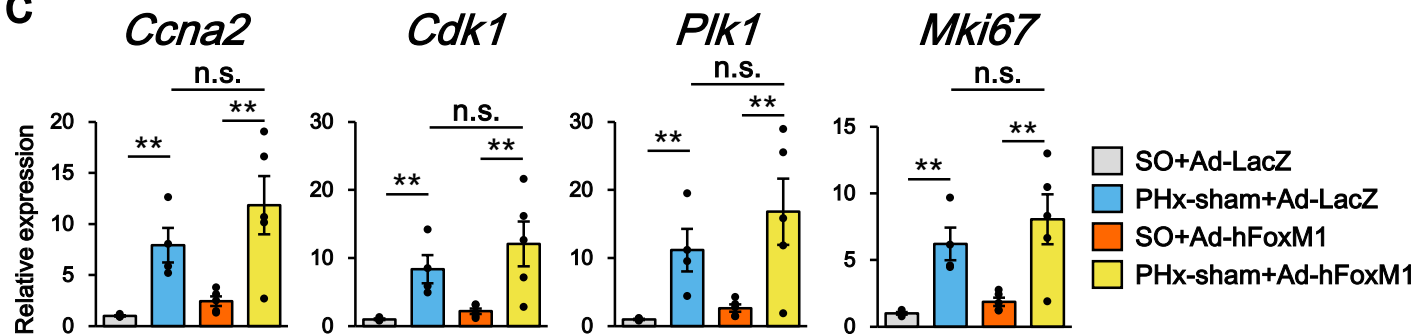 C
Ccna2 Cdk1 Plk1 Mki67
n.s. n.s. n.s. n.s.
** ** ** ** ** ** ** **
Relative expression
20 15 10 5 0
30 20 10 0
30 20 10 0
15 10 5 0
SO+Ad-LacZ
PHx-sham+Ad-LacZ
SO+Ad-hFoxM1
PHx-sham+Ad-hFoxM1